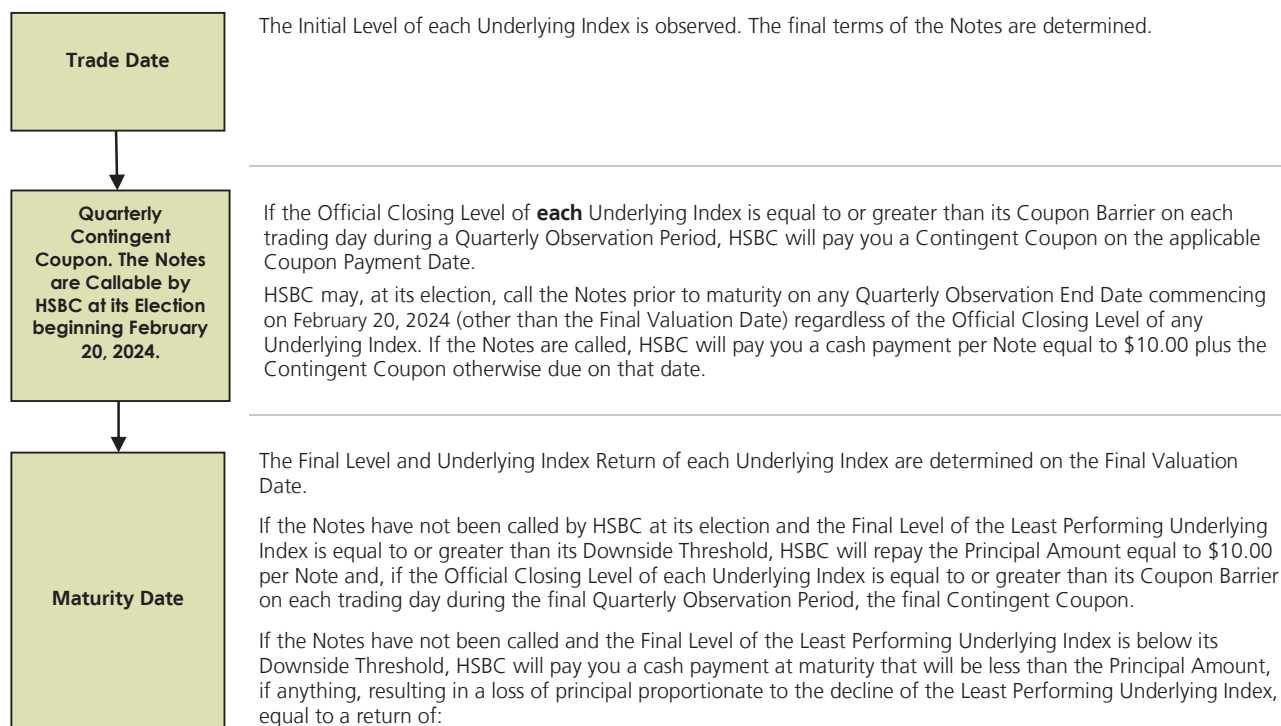 Trade Date
The Initial Level of each Underlying Index is observed. The final terms of the Notes are determined.
Quarterly
Contingent
Coupon. The Notes
are Callable by
HSBC at its Election
beginning February
20, 2024.
If the Official Closing Level of each Underlying Index is equal to or greater than its Coupon Barrier on each
trading day during a Quarterly Observation Period, HSBC will pay you a Contingent Coupon on the applicable
Coupon Payment Date.
HSBC may, at its election, call the Notes prior to maturity on any Quarterly Observation End Date commencing
on February 20, 2024 (other than the Final Valuation Date) regardless of the Official Closing Level of any
Underlying Index. If the Notes are called, HSBC will pay you a cash payment per Note equal to $10.00 plus the
Contingent Coupon otherwise due on that date.
Maturity Date
The Final Level and Underlying Index Return of each Underlying Index are determined on the Final Valuation
Date.
If the Notes have not been called by HSBC at its election and the Final Level of the Least Performing Underlying
Index is equal to or greater than its Downside Threshold, HSBC will repay the Principal Amount equal to $10.00
per Note and, if the Official Closing Level of each Underlying Index is equal to or greater than its Coupon Barrier
on each trading day during the final Quarterly Observation Period, the final Contingent Coupon.
If the Notes have not been called and the Final Level of the Least Performing Underlying Index is below its
Downside Threshold, HSBC will pay you a cash payment at maturity that will be less than the Principal Amount,
if anything, resulting in a loss of principal proportionate to the decline of the Least Performing Underlying Index,
equal to a return of: